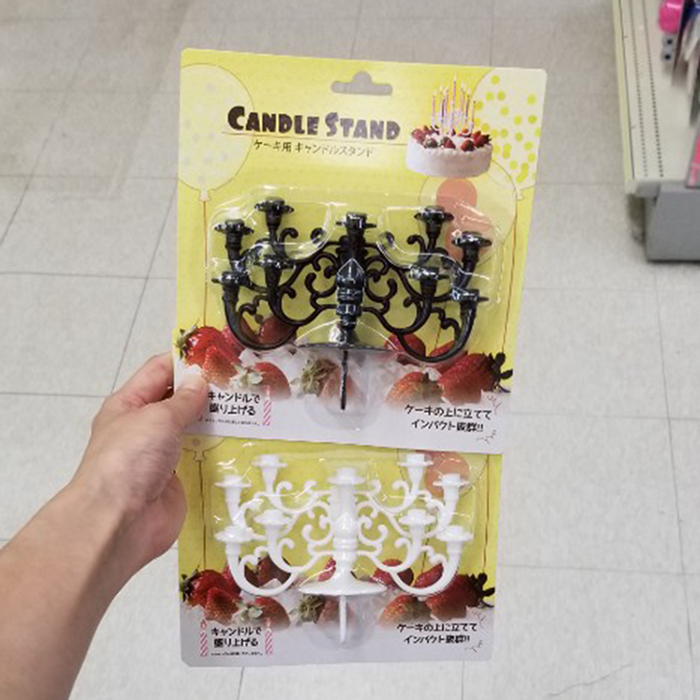 CANDLE STAND
ケーキ用 キャンドルスタンド
キャンドルで
盛り上げる
ケーキの上に立てて
インパクト抜群!!
キャンドルで
盛り上げる
ケーキの上に立てて
インパクト抜群!!